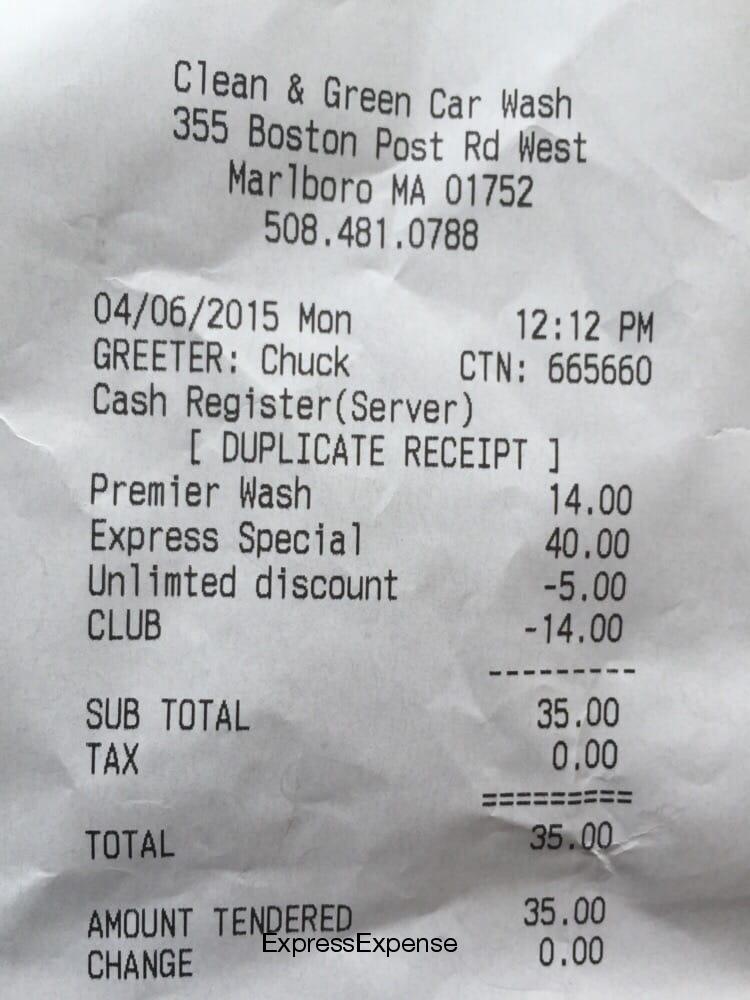 Clean & Green Car Wash
355 Boston Post Rd West
Marlboro MA 01752
508.481.0788
04/06/2015 Mon 12:12 PM
GREETER: Chuck CTN: 665660
Cash Register(Server)
[ DUPLICATE RECEIPT ]
Premier Wash 14.00
Express Special 40.00
Unlimted discount -5.00
CLUB -14.00
---------
SUB TOTAL 35.00
TAX 0.00
=========
TOTAL 35.00
AMOUNT TENDERED 35.00
ExpressExpense
CHANGE 0.00